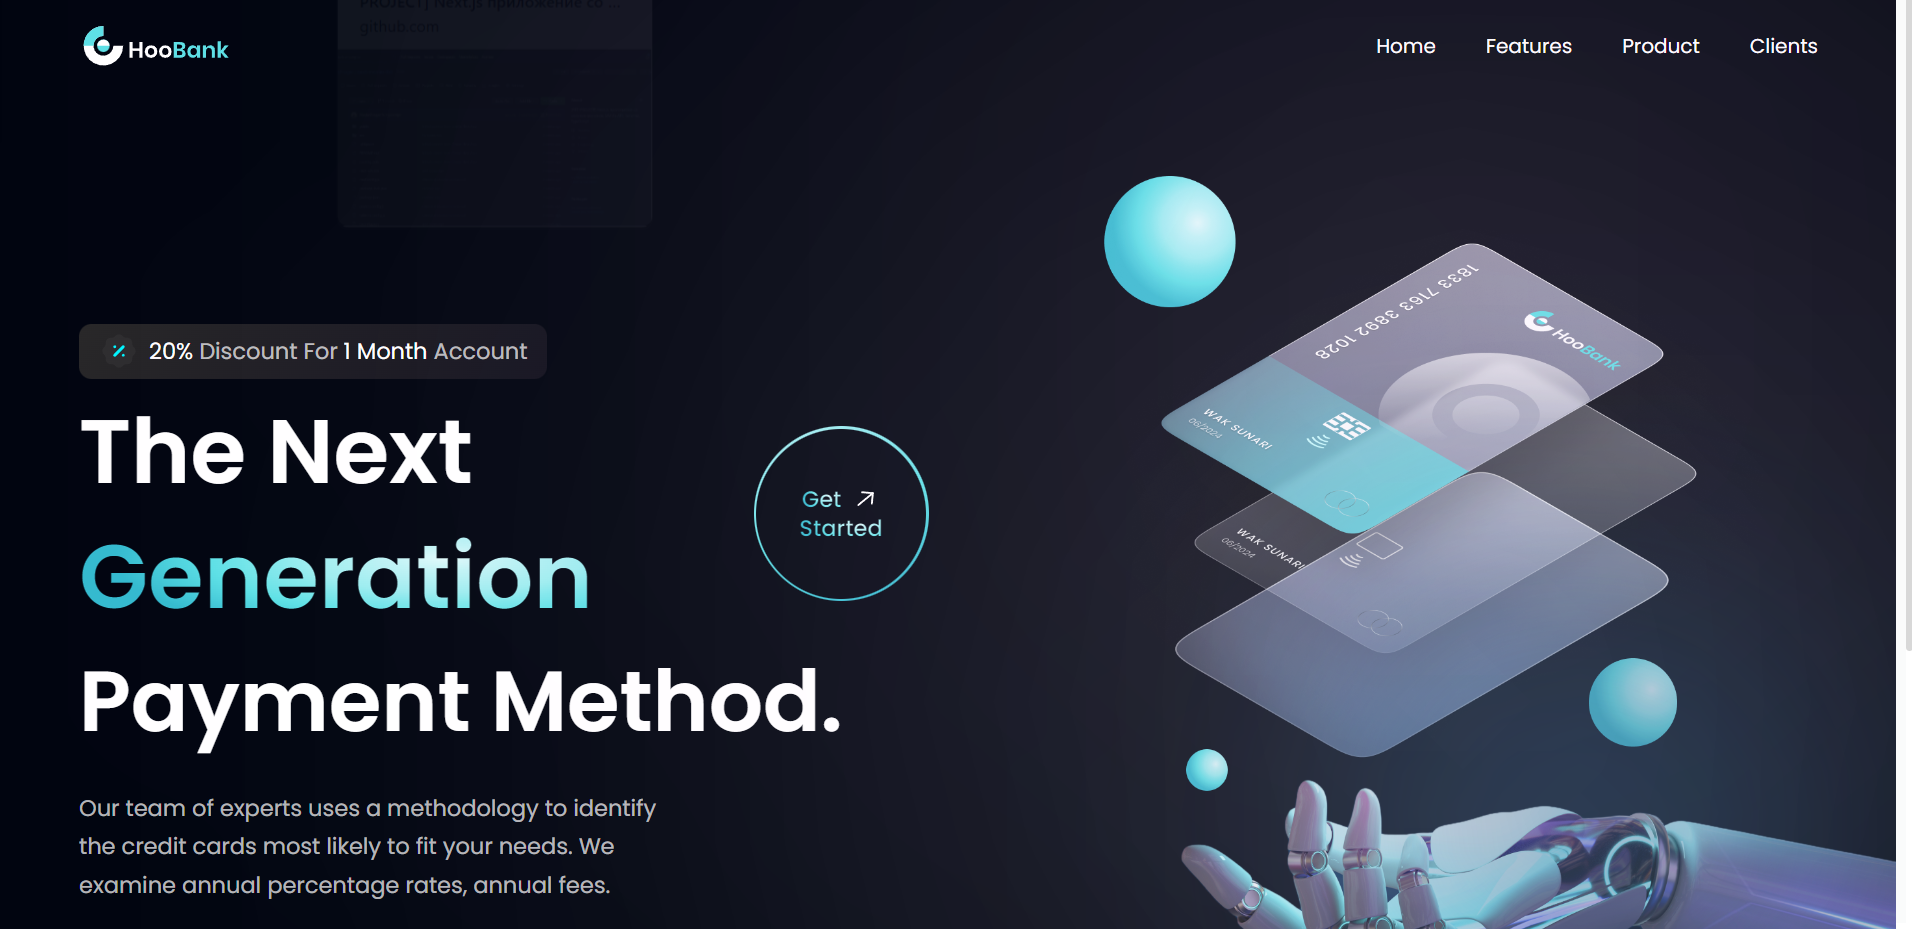 PROJECT| Next.js приложение со ...
github.com
HooBank
Home
Features
Product
Clients
20% Discount For 1 Month Account
The Next
Generation
Payment Method.
Get
Started
Our team of experts uses a methodology to identify
the credit cards most likely to fit your needs. We
examine annual percentage rates, annual fees.
1833 7163 3892 1028
HooBank
WAK SUNARI
06/2024
WAK SUNARI
06/2024